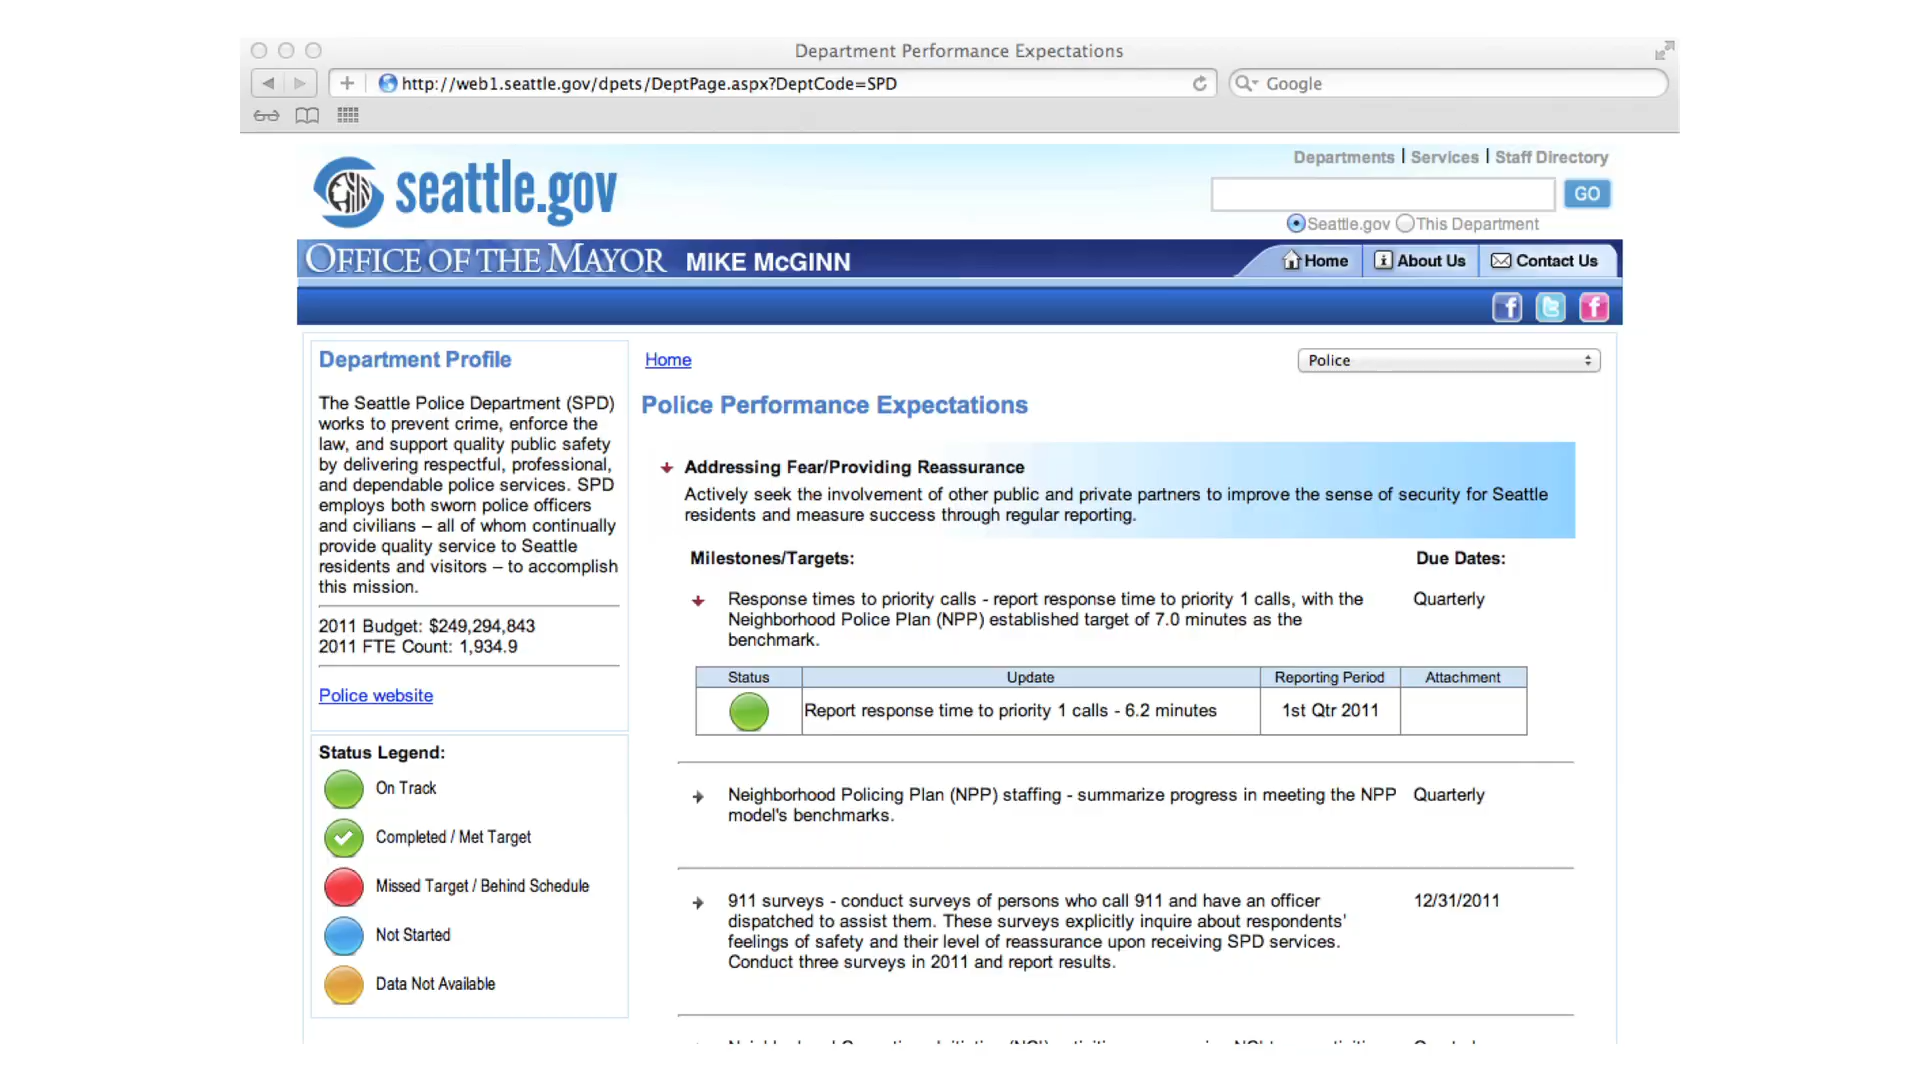 Department Performance Expectations
http://web1.seattle.gov/dpets/DeptPage.aspx?DeptCode=SPD
Google
Departments | Services | Staff Directory
seattle.gov
GO
Seattle.gov This Department
OFFICE OF THE MAYOR MIKE McGINN
Home
About Us
Contact Us
Department Profile
The Seattle Police Department (SPD)
works to prevent crime, enforce the
law, and support quality public safety
by delivering respectful, professional,
and dependable police services. SPD
employs both sworn police officers
and civilians – all of whom continually
provide quality service to Seattle
residents and visitors – to accomplish
this mission.
2011 Budget: $249,294,843
2011 FTE Count: 1,934.9
Police website
Status Legend:
On Track
Completed / Met Target
Missed Target / Behind Schedule
Not Started
Data Not Available
Home
Police
Police Performance Expectations
Addressing Fear/Providing Reassurance
Actively seek the involvement of other public and private partners to improve the sense of security for Seattle
residents and measure success through regular reporting.
Milestones/Targets:
Due Dates:
Response times to priority calls - report response time to priority 1 calls, with the
Neighborhood Police Plan (NPP) established target of 7.0 minutes as the
benchmark.
Quarterly
Status Update Reporting Period Attachment
Report response time to priority 1 calls - 6.2 minutes 1st Qtr 2011
Neighborhood Policing Plan (NPP) staffing - summarize progress in meeting the NPP
model's benchmarks.
Quarterly
911 surveys - conduct surveys of persons who call 911 and have an officer
dispatched to assist them. These surveys explicitly inquire about respondents'
feelings of safety and their level of reassurance upon receiving SPD services.
Conduct three surveys in 2011 and report results.
12/31/2011